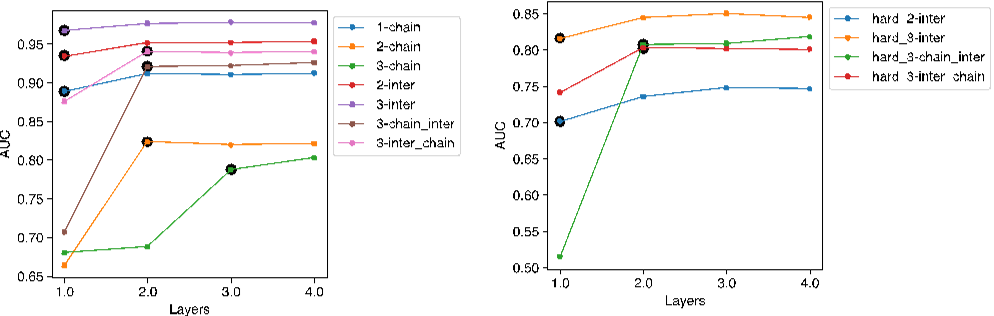 0.95
0.90
0.85
0.80
0.75
0.70
0.65
AUC
1.0 2.0 3.0 4.0
Layers
1-chain
2-chain
3-chain
2-inter
3-inter
3-chain_inter
3-inter_chain
0.85
0.80
0.75
0.70
0.65
0.60
0.55
0.50
AUC
1.0 2.0 3.0 4.0
Layers
hard_2-inter
hard_3-inter
hard_3-chain_inter
hard_3-inter_chain